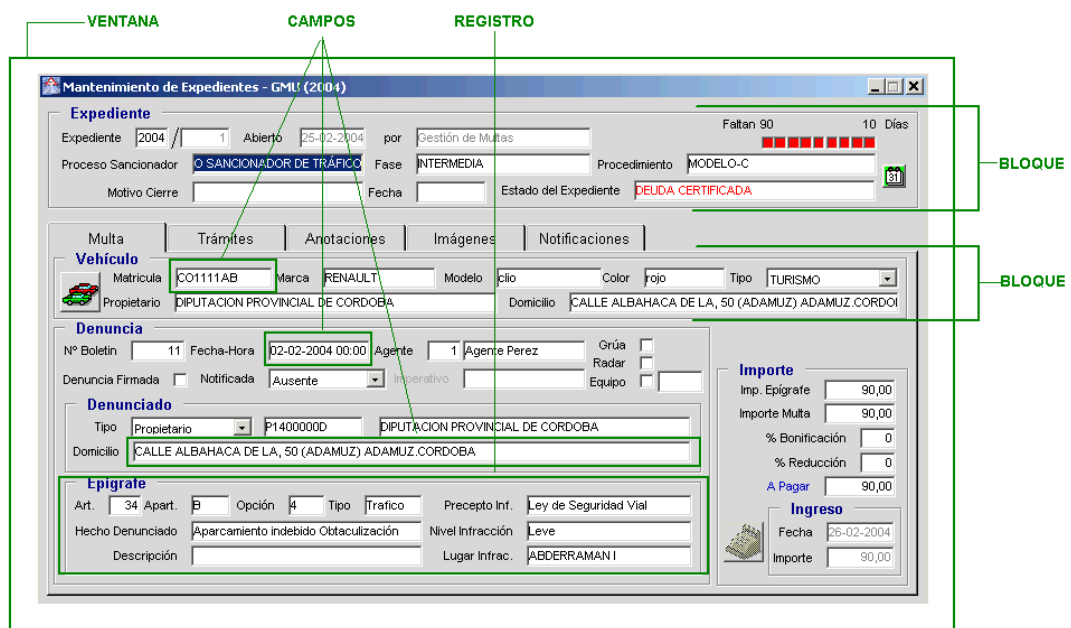 VENTANA CAMPOS REGISTRO
Mantenimiento de Expedientes - GMU (2004)
Expediente
Faltan 90 10 Días
Expediente 2004 / 1 Abierto 25-02-2004 por Gestión de Multas
Proceso Sancionador O SANCIONADOR DE TRÁFICO Fase INTERMEDIA Procedimiento MODELO-C
BLOQUE
31
Motivo Cierre Fecha Estado del Expediente DEUDA CERTIFICADA
Multa Trámites Anotaciones Imágenes Notificaciones
Vehículo
Matricula CO1111AB Marca RENAULT Modelo clio Color rojo Tipo TURISMO
BLOQUE
Propietario DIPUTACION PROVINCIAL DE CORDOBA Domicilio CALLE ALBAHACA DE LA, 50 (ADAMUZ) ADAMUZ.CORDO
Denuncia
Nº Boletin 11 Fecha-Hora 02-02-2004 00:00 Agente 1 Agente Perez Grúa
Radar
Denuncia Firmada Notificada Ausente Imperativo Equipo
Denunciado
Tipo Propietario P1400000D DIPUTACION PROVINCIAL DE CORDOBA
Domicilio CALLE ALBAHACA DE LA, 50 (ADAMUZ) ADAMUZ.CORDOBA
Epigrafe
Art. 34 Apart. B Opción 4 Tipo Trafico Precepto Inf. Ley de Seguridad Vial
Hecho Denunciado Aparcamiento indebido Obtaculización Nivel Infracción Leve
Descripción Lugar Infrac. ABDERRAMAN I
Importe
Imp. Epígrafe 90,00
Importe Multa 90,00
% Bonificación 0
% Reducción 0
A Pagar 90,00
Ingreso
Fecha 26-02-2004
Importe 90,00